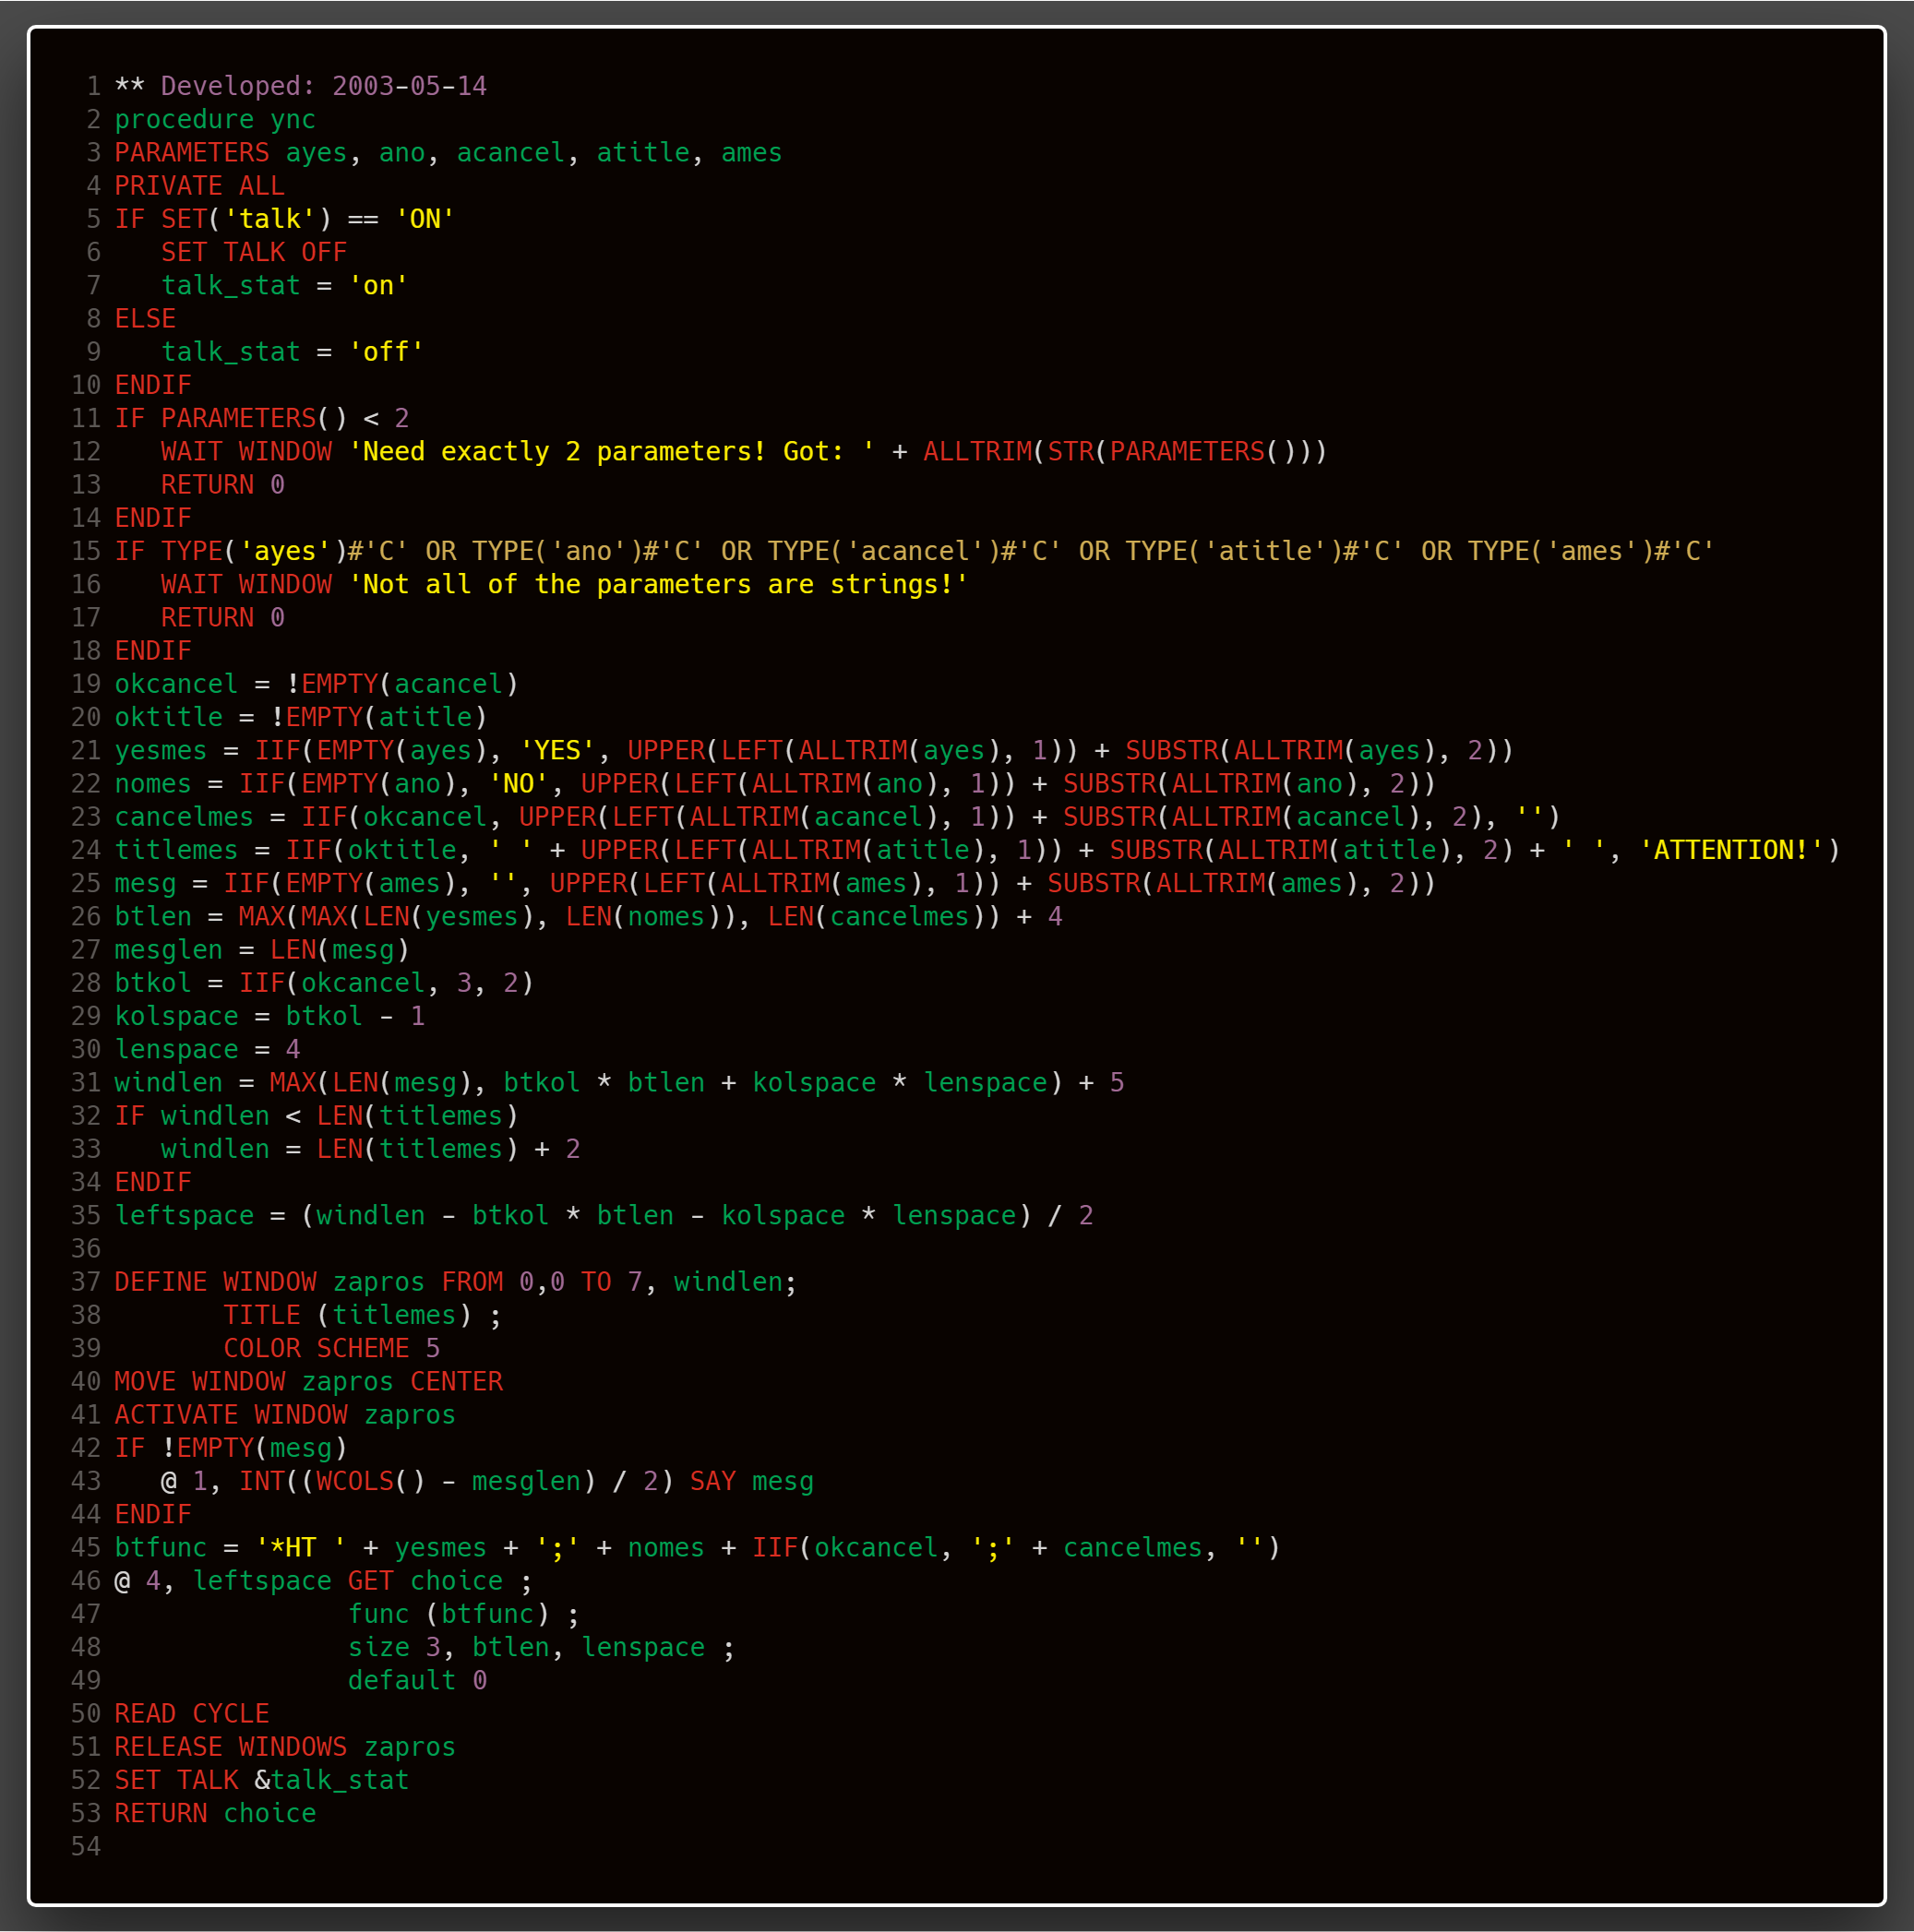 1 ** Developed: 2003-05-14
2 procedure ync
3 PARAMETERS ayes, ano, acancel, atitle, ames
4 PRIVATE ALL
5 IF SET('talk') == 'ON'
6    SET TALK OFF
7    talk_stat = 'on'
8 ELSE
9    talk_stat = 'off'
10 ENDIF
11 IF PARAMETERS() < 2
12    WAIT WINDOW 'Need exactly 2 parameters! Got: ' + ALLTRIM(STR(PARAMETERS()))
13    RETURN 0
14 ENDIF
15 IF TYPE('ayes')#'C' OR TYPE('ano')#'C' OR TYPE('acancel')#'C' OR TYPE('atitle')#'C' OR TYPE('ames')#'C'
16    WAIT WINDOW 'Not all of the parameters are strings!'
17    RETURN 0
18 ENDIF
19 okcancel = !EMPTY(acancel)
20 oktitle = !EMPTY(atitle)
21 yesmes = IIF(EMPTY(ayes), 'YES', UPPER(LEFT(ALLTRIM(ayes), 1)) + SUBSTR(ALLTRIM(ayes), 2))
22 nomes = IIF(EMPTY(ano), 'NO', UPPER(LEFT(ALLTRIM(ano), 1)) + SUBSTR(ALLTRIM(ano), 2))
23 cancelmes = IIF(okcancel, UPPER(LEFT(ALLTRIM(acancel), 1)) + SUBSTR(ALLTRIM(acancel), 2), '')
24 titlemes = IIF(oktitle, ' ' + UPPER(LEFT(ALLTRIM(atitle), 1)) + SUBSTR(ALLTRIM(atitle), 2) + ' ', 'ATTENTION!')
25 mesg = IIF(EMPTY(ames), '', UPPER(LEFT(ALLTRIM(ames), 1)) + SUBSTR(ALLTRIM(ames), 2))
26 btlen = MAX(MAX(LEN(yesmes), LEN(nomes)), LEN(cancelmes)) + 4
27 mesglen = LEN(mesg)
28 btkol = IIF(okcancel, 3, 2)
29 kolspace = btkol - 1
30 lenspace = 4
31 windlen = MAX(LEN(mesg), btkol * btlen + kolspace * lenspace) + 5
32 IF windlen < LEN(titlemes)
33    windlen = LEN(titlemes) + 2
34 ENDIF
35 leftspace = (windlen - btkol * btlen - kolspace * lenspace) / 2
36
37 DEFINE WINDOW zapros FROM 0,0 TO 7, windlen;
38        TITLE (titlemes) ;
39        COLOR SCHEME 5
40 MOVE WINDOW zapros CENTER
41 ACTIVATE WINDOW zapros
42 IF !EMPTY(mesg)
43    @ 1, INT((WCOLS() - mesglen) / 2) SAY mesg
44 ENDIF
45 btfunc = '*HT ' + yesmes + ';' + nomes + IIF(okcancel, ';' + cancelmes, '')
46 @ 4, leftspace GET choice ;
47                func (btfunc) ;
48                size 3, btlen, lenspace ;
49                default 0
50 READ CYCLE
51 RELEASE WINDOWS zapros
52 SET TALK &talk_stat
53 RETURN choice
54